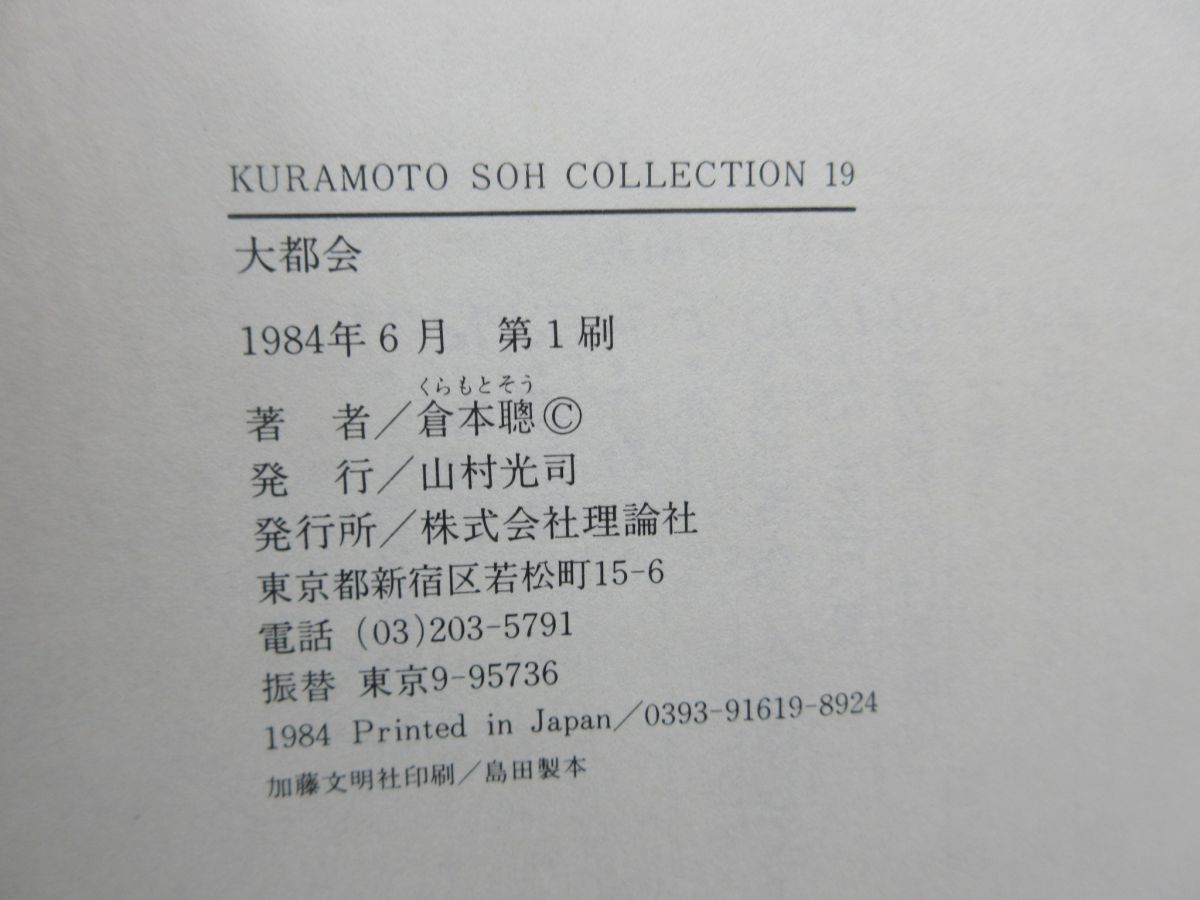 KURAMOTO SOH COLLECTION 19
大都会
1984年6月 第1刷
くらもとそう
著 者/倉本聰©
発 行/山村光司
発行所/株式会社理論社
東京都新宿区若松町15-6
電話 (03)203-5791
振替 東京9-95736
1984 Printed in Japan/0393-91619-8924
加藤文明社印刷/島田製本